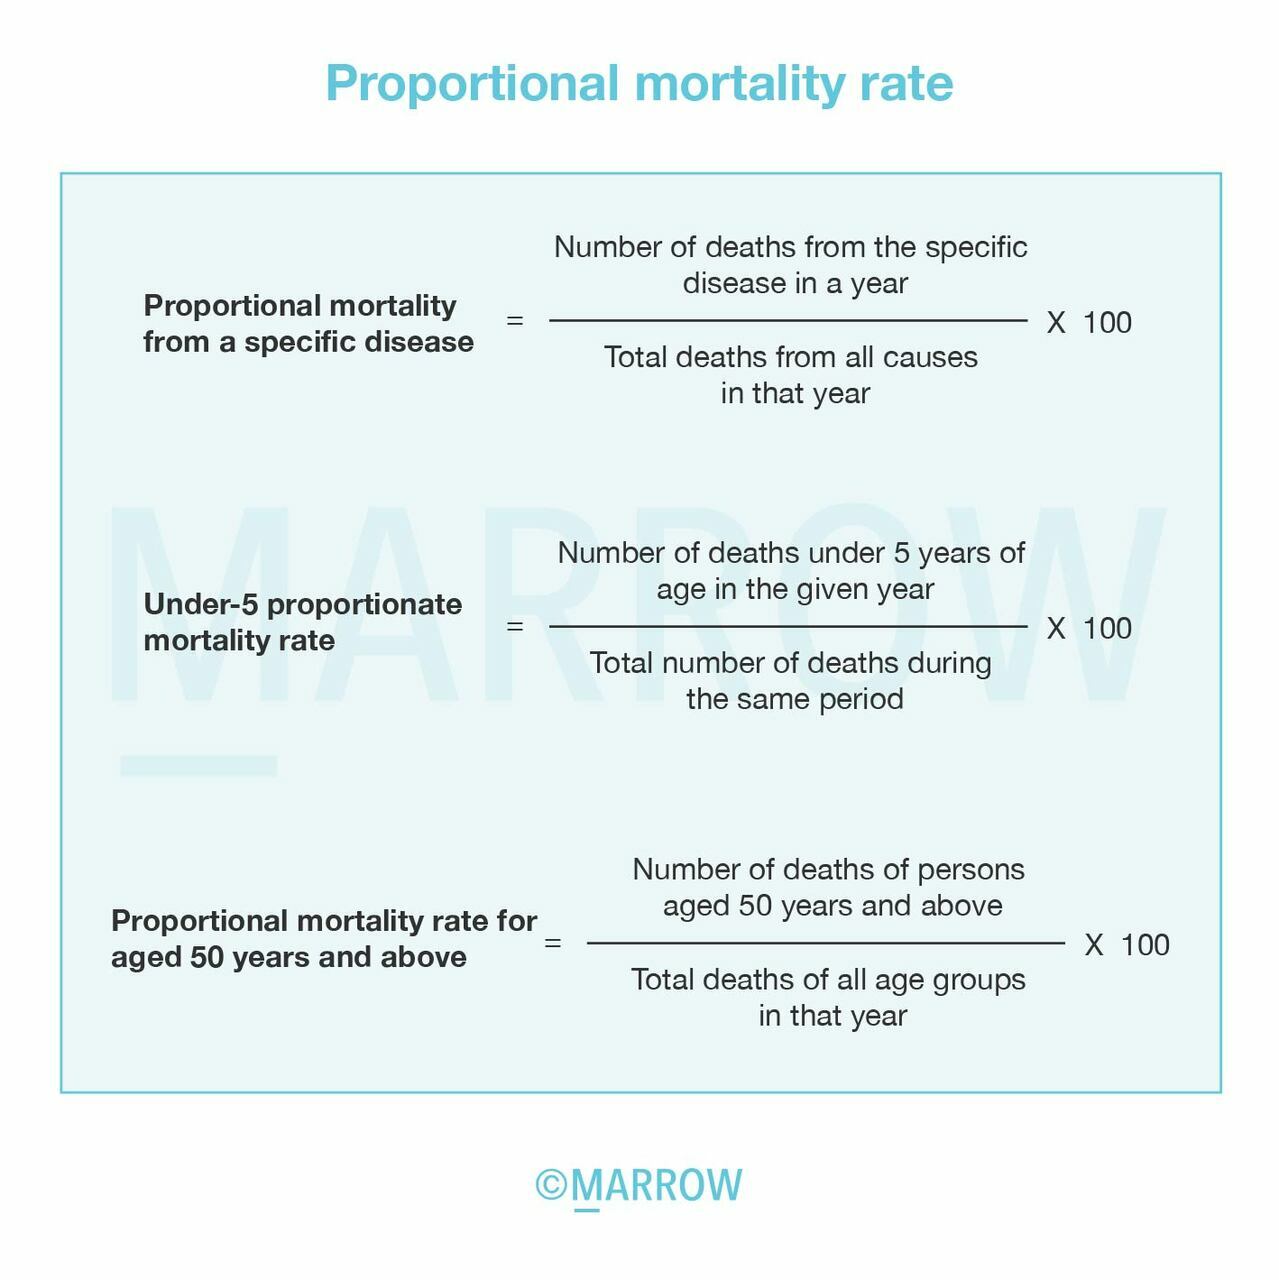 Proportional mortality rate
Number of deaths from the specific
disease in a year
Proportional mortality
from a specific disease
=
X 100
Total deaths from all causes
in that year
MARROW
Number of deaths under 5 years of
age in the given year
Under-5 proportionate
mortality rate
=
X 100
Total number of deaths during
the same period
Number of deaths of persons
aged 50 years and above
Proportional mortality rate for
aged 50 years and above
=
X 100
Total deaths of all age groups
in that year
©MARROW